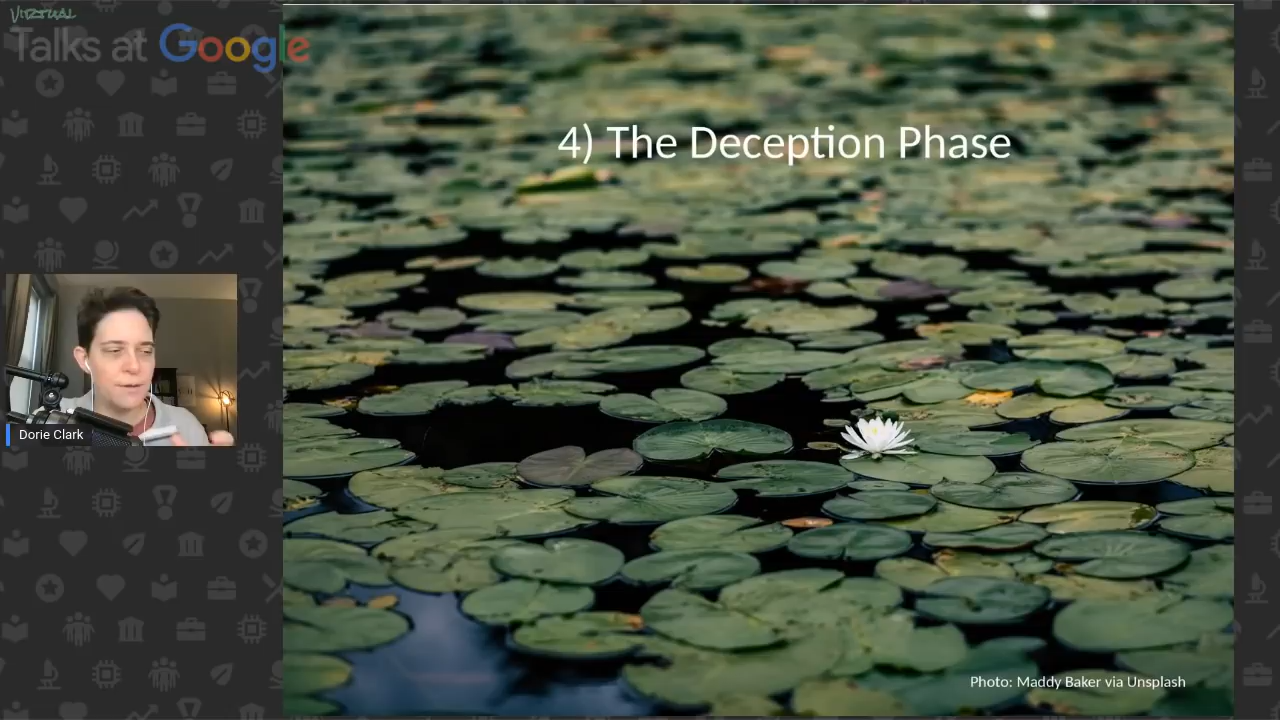 VIRTUAL
Talks at Google
4) The Deception Phase
Dorie Clark
Photo: Maddy Baker via Unsplash